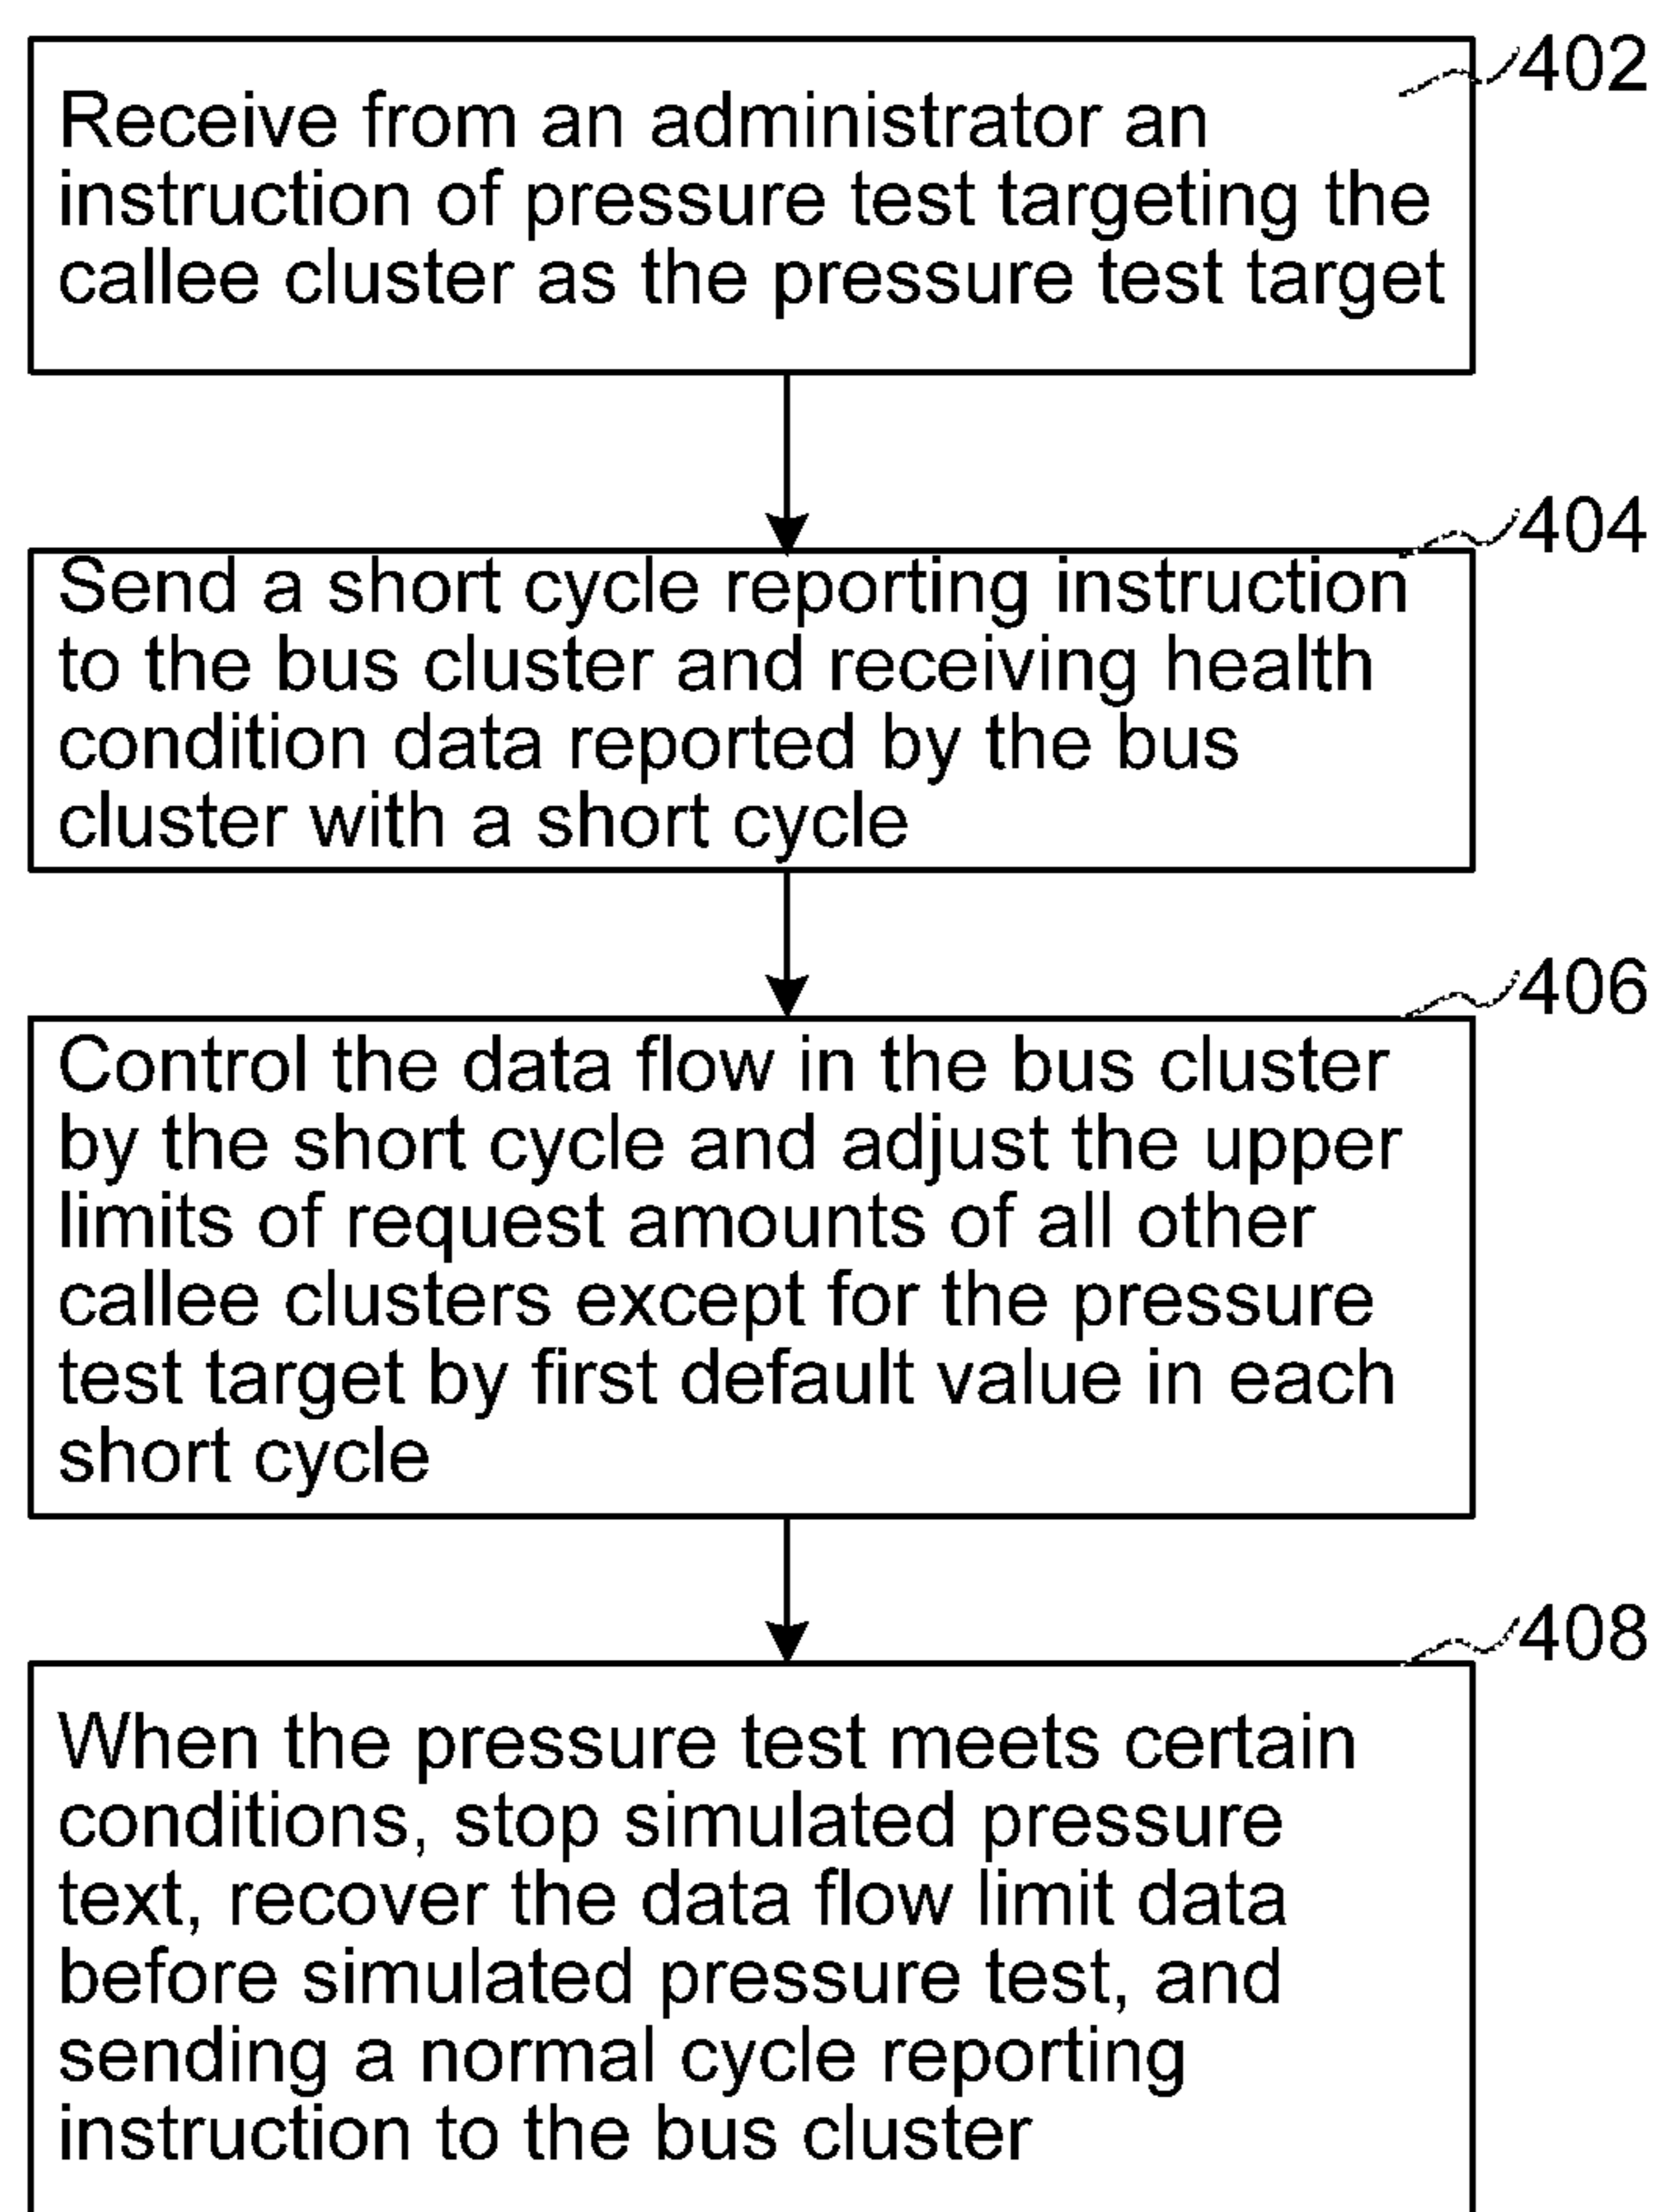 402
Receive from an administrator an
instruction of pressure test targeting the
callee cluster as the pressure test target
404
Send a short cycle reporting instruction
to the bus cluster and receiving health
condition data reported by the bus
cluster with a short cycle
406
Control the data flow in the bus cluster
by the short cycle and adjust the upper
limits of request amounts of all other
callee clusters except for the pressure
test target by first default value in each
short cycle
408
When the pressure test meets certain
conditions, stop simulated pressure
text, recover the data flow limit data
before simulated pressure test, and
sending a normal cycle reporting
instruction to the bus cluster